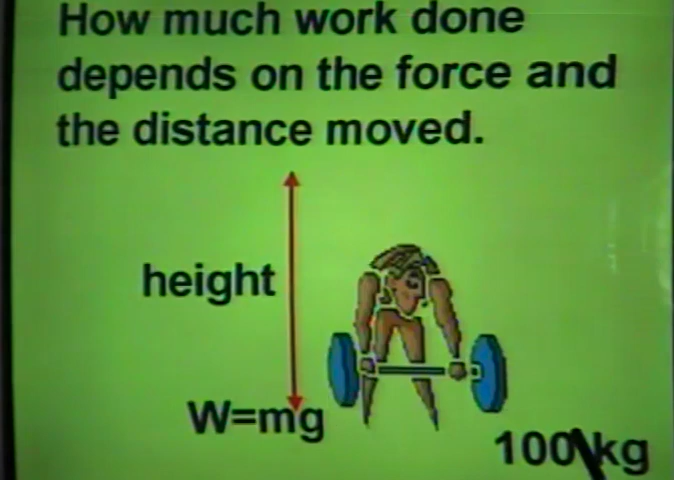 How much work done
depends on the force and
the distance moved.
height
W=mg
100 kg